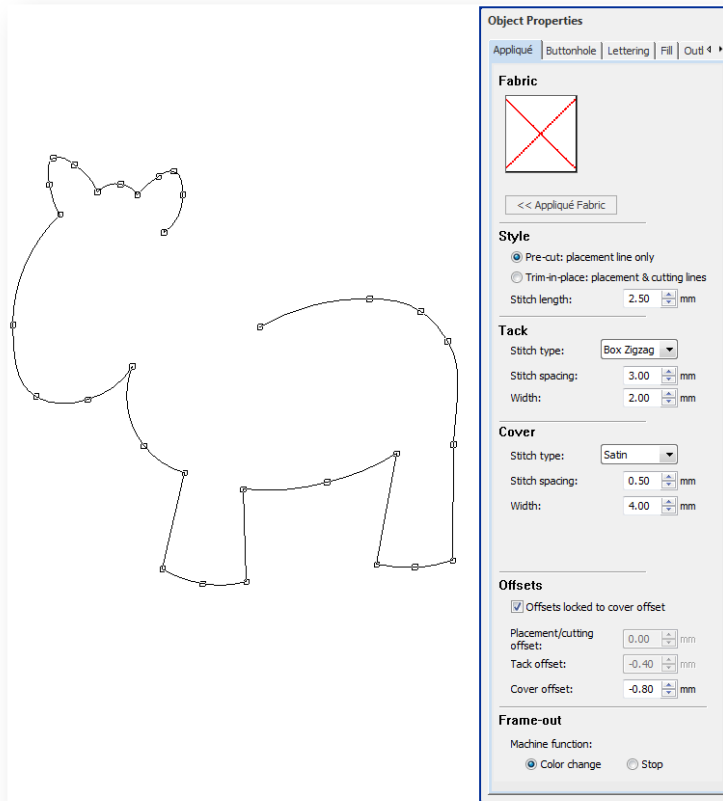 Object Properties
Appliqué Buttonhole Lettering Fill Outl
Fabric
<< Appliqué Fabric
Style
Pre-cut: placement line only
Trim-in-place: placement & cutting lines
Stitch length: 2.50 mm
Tack
Stitch type: Box Zigzag
Stitch spacing: 3.00 mm
Width: 2.00 mm
Cover
Stitch type: Satin
Stitch spacing: 0.50 mm
Width: 4.00 mm
Offsets
Offsets locked to cover offset
Placement/cutting
offset: 0.00 mm
Tack offset: -0.40 mm
Cover offset: -0.80 mm
Frame-out
Machine function:
Color change Stop